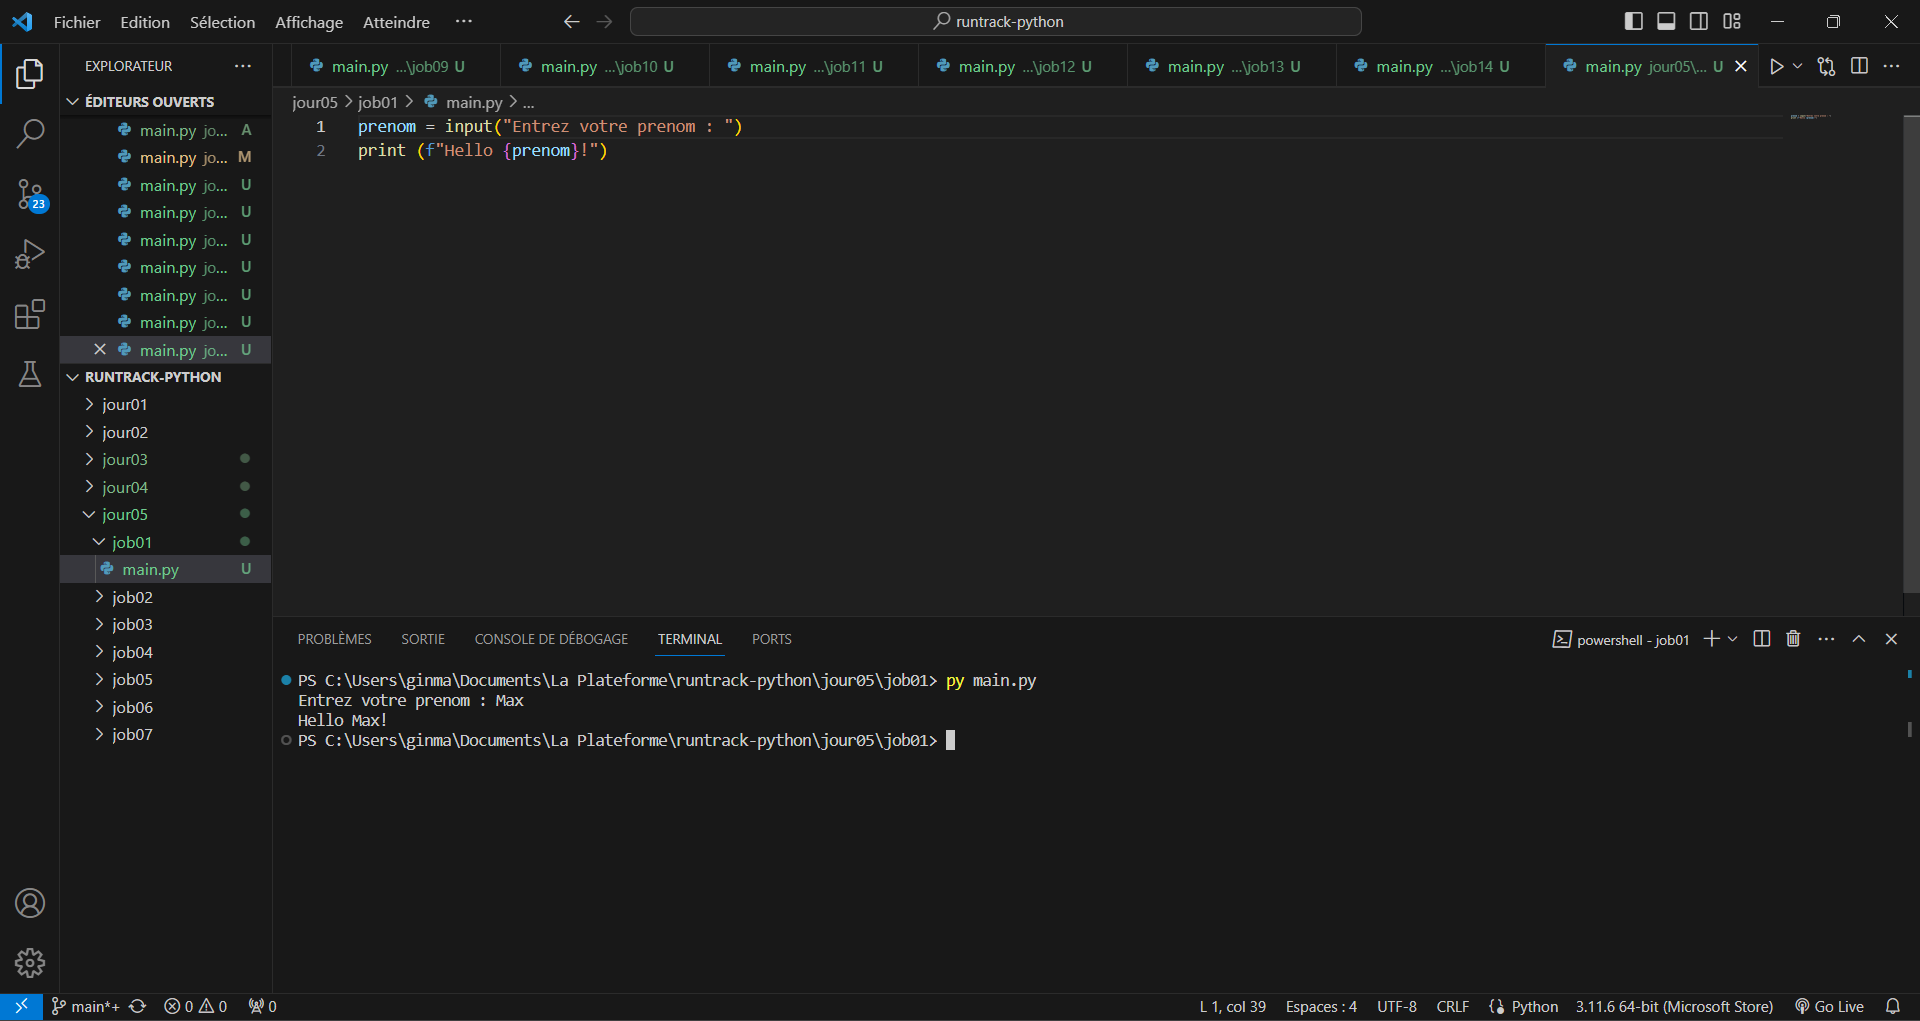 Fichier Edition Sélection Affichage Atteindre ··· runtrack-python
EXPLORATEUR ···
main.py ...\job09 U main.py ...\job10 U main.py ...\job11 U main.py ...\job12 U main.py ...\job13 U main.py ...\job14 U main.py jour05\... U
ÉDITEURS OUVERTS
main.py jo... A
main.py jo... M
main.py jo... U
main.py jo... U
main.py jo... U
main.py jo... U
main.py jo... U
main.py jo... U
main.py jo... U
RUNTRACK-PYTHON
jour01
jour02
jour03
jour04
jour05
job01
main.py U
job02
job03
job04
job05
job06
job07
23
jour05 > job01 > main.py > ...
1 prenom = input("Entrez votre prenom : ")
2 print (f"Hello {prenom}!")
PROBLÈMES SORTIE CONSOLE DE DÉBOGAGE TERMINAL PORTS powershell - job01
PS C:\Users\ginma\Documents\La Plateforme\runtrack-python\jour05\job01> py main.py
Entrez votre prenom : Max
Hello Max!
PS C:\Users\ginma\Documents\La Plateforme\runtrack-python\jour05\job01>
main*+ 0 0 0 L 1, col 39 Espaces : 4 UTF-8 CRLF Python 3.11.6 64-bit (Microsoft Store) Go Live